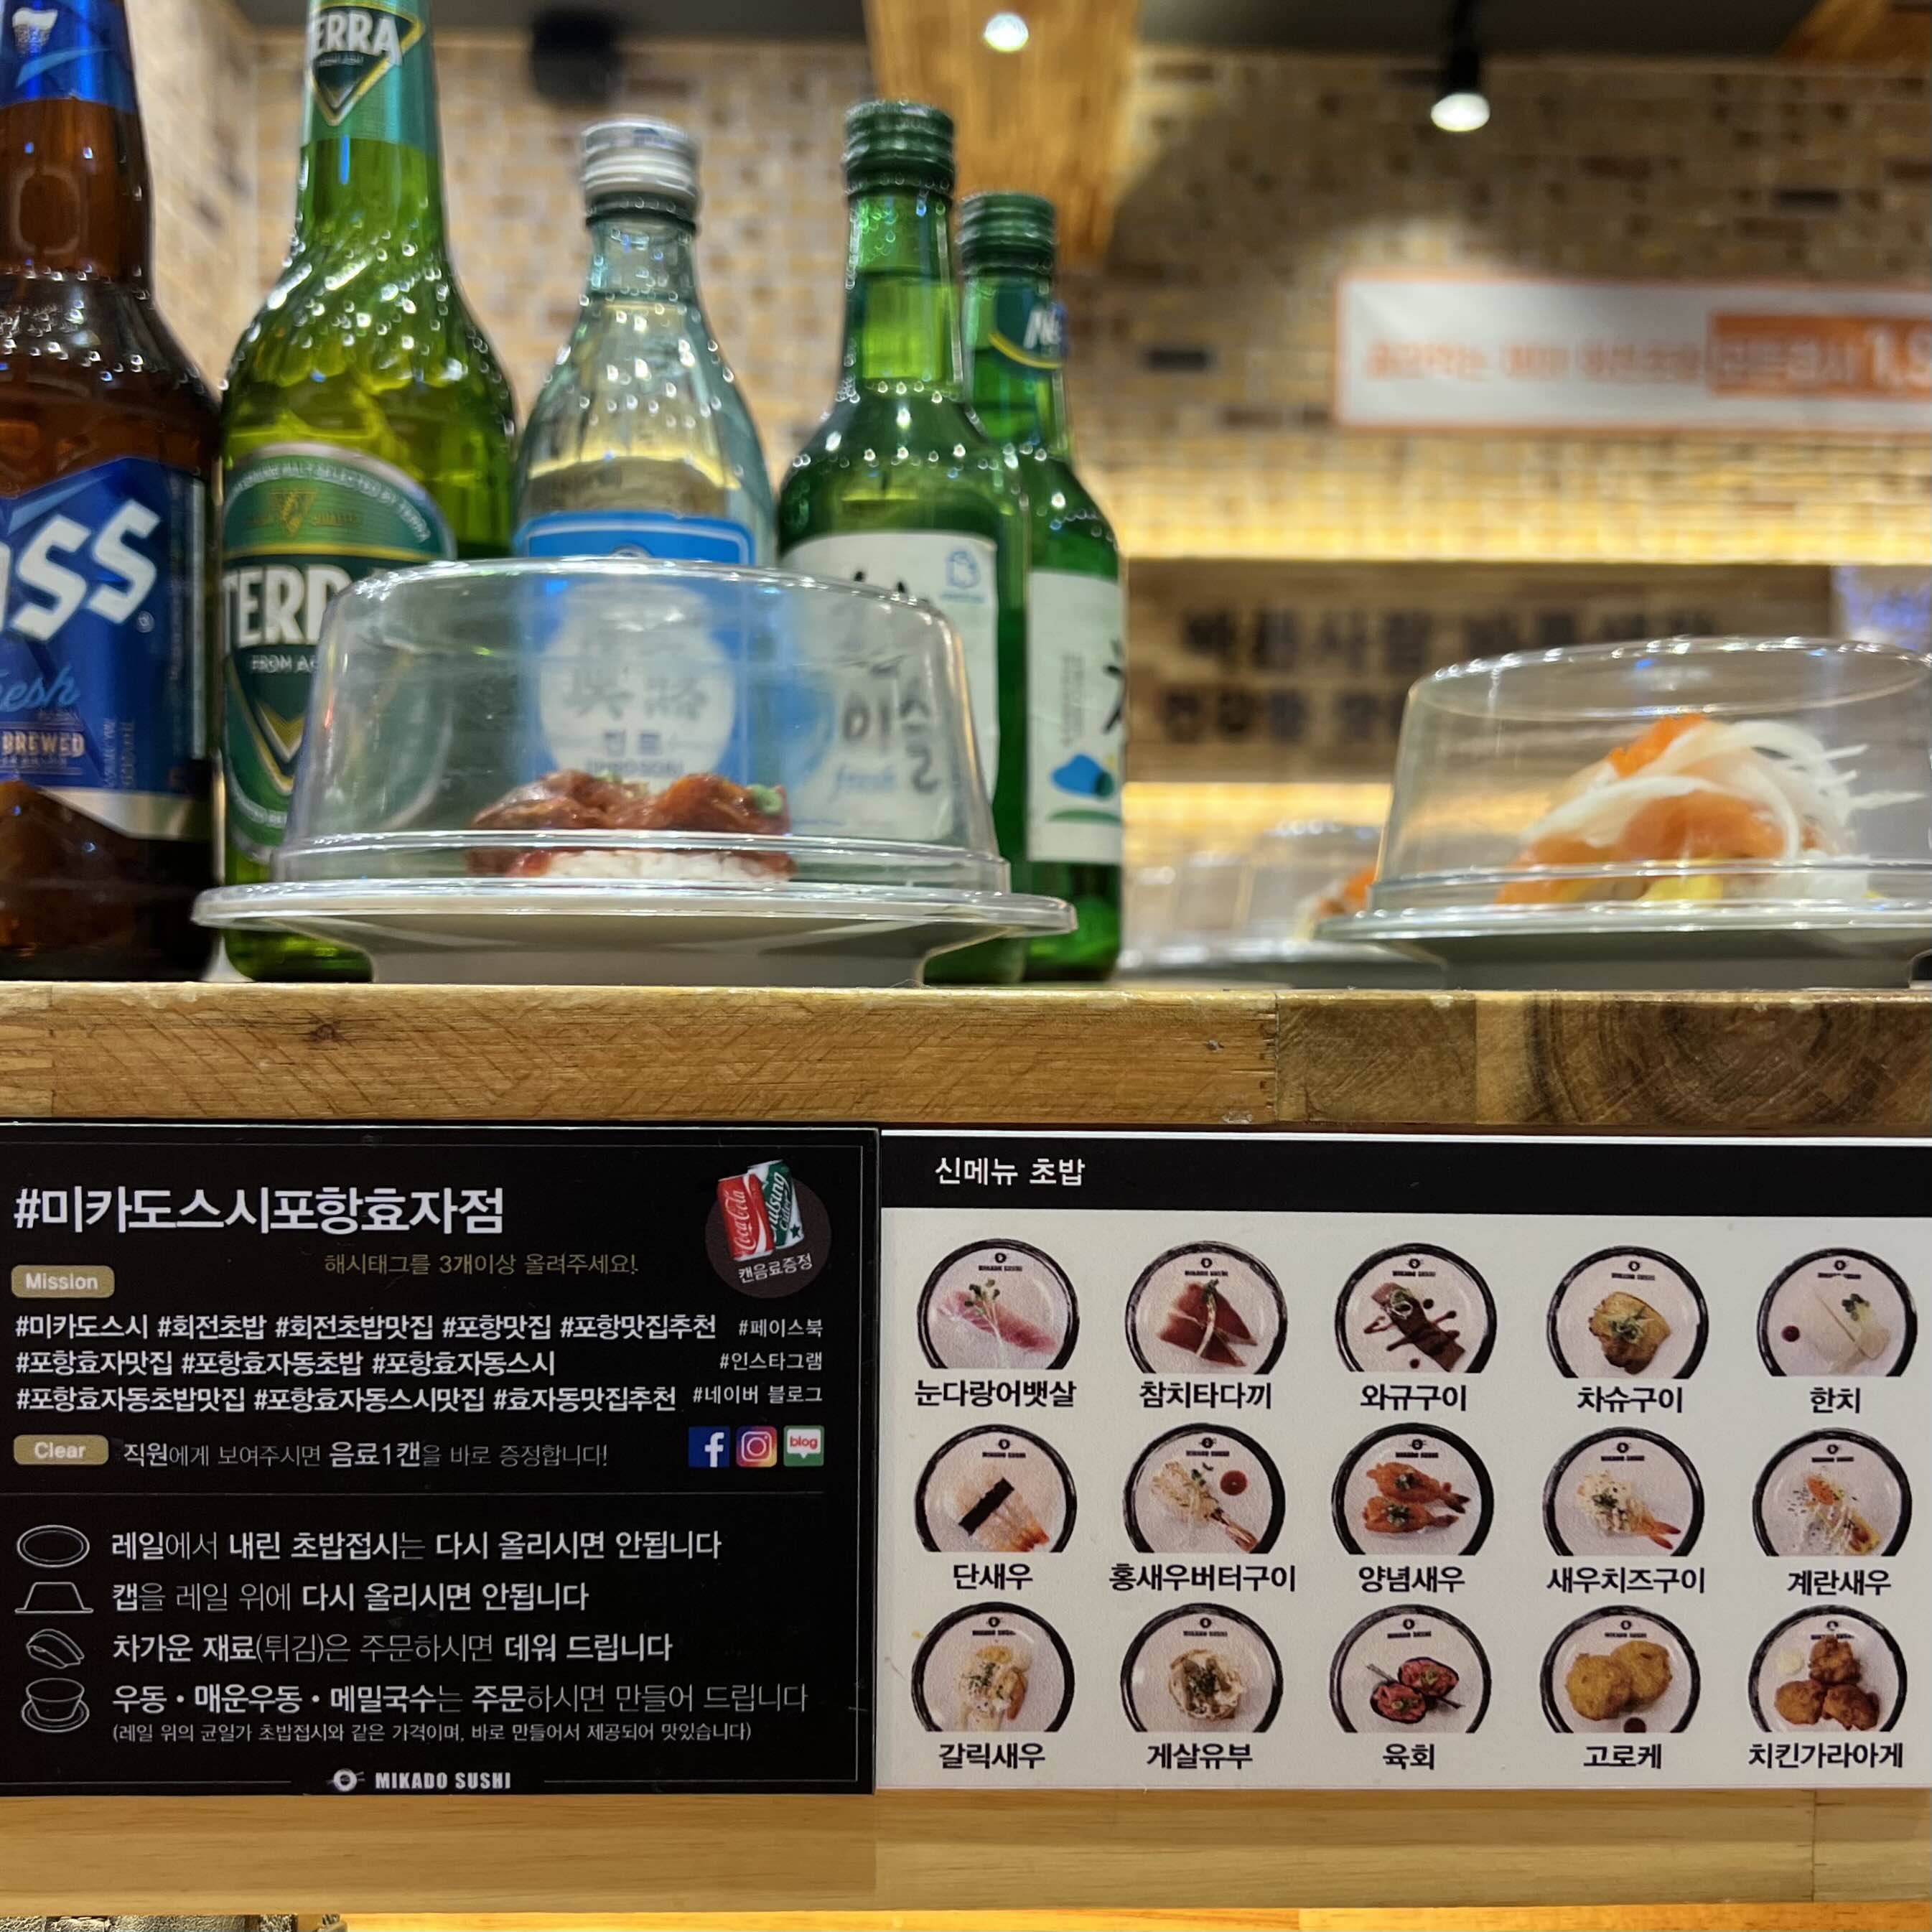 TERRA
TERRA
fresh
BREWED
진로
이슬
fresh
#미카도스시포항효자점
캔음료증정
해시태그를 3개이상 올려주세요!
Mission
#미카도스시 #회전초밥 #회전초밥맛집 #포항맛집 #포항맛집추천 #페이스북
#포항효자맛집 #포항효자동초밥 #포항효자동스시 #인스타그램
#포항효자동초밥맛집 #포항효자동스시맛집 #효자동맛집추천 #네이버 블로그
Clear 직원에게 보여주시면 음료1캔을 바로 증정합니다!
blog
레일에서 내린 초밥접시는 다시 올리시면 안됩니다
캡을 레일 위에 다시 올리시면 안됩니다
차가운 재료(튀김)은 주문하시면 데워 드립니다
우동 • 매운우동 • 메밀국수는 주문하시면 만들어 드립니다
(레일 위의 균일가 초밥접시와 같은 가격이며, 바로 만들어서 제공되어 맛있습니다)
MIKADO SUSHI
신메뉴 초밥
눈다랑어뱃살 참치타다끼 와규구이 차슈구이 한치
단새우 홍새우버터구이 양념새우 새우치즈구이 계란새우
갈릭새우 게살유부 육회 고로케 치킨가라아게